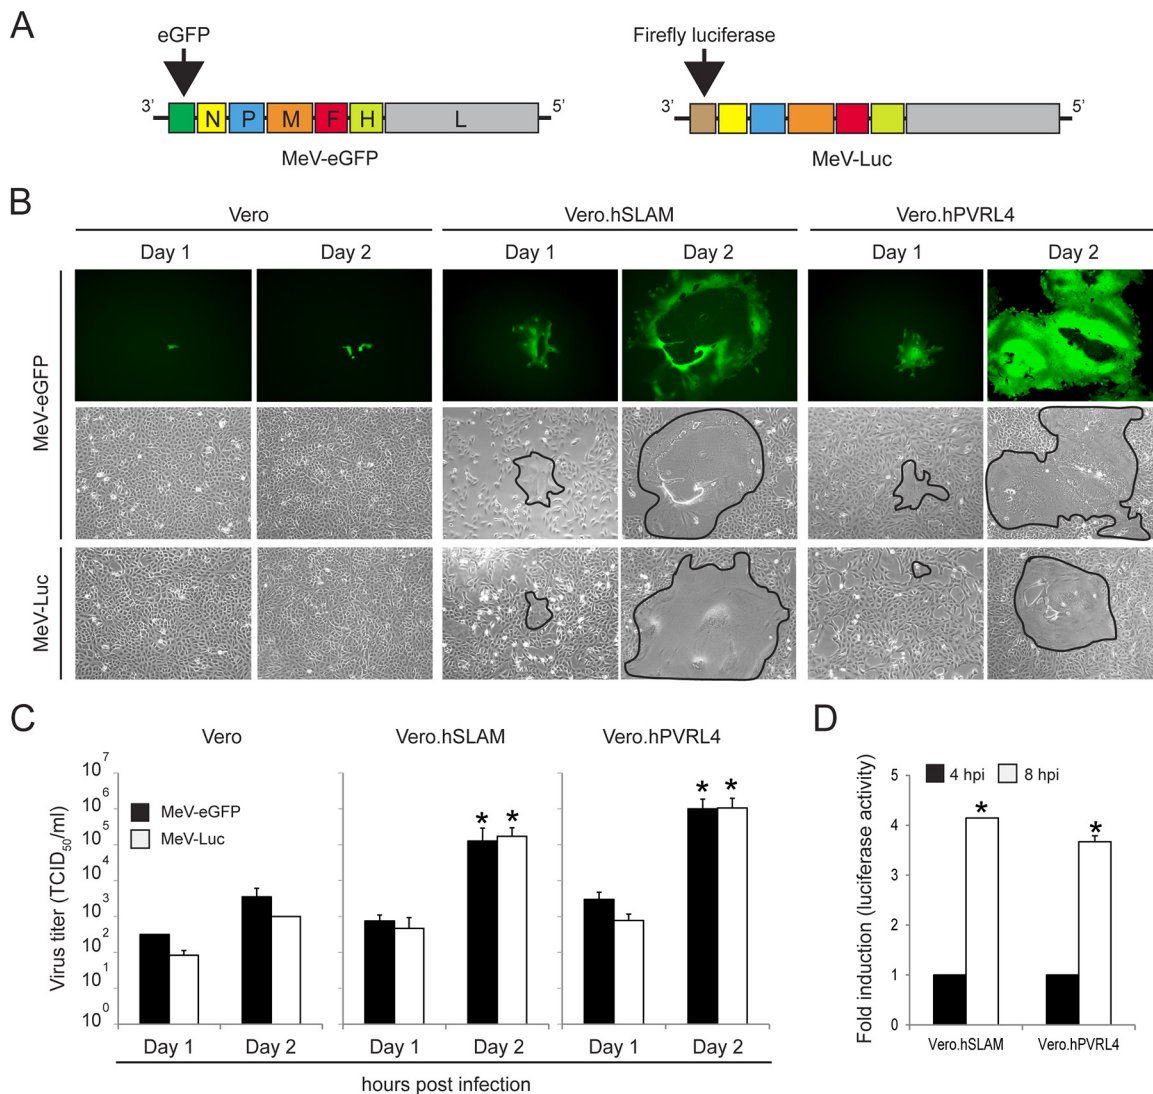 A
eGFP
3’ N P M F H L 5’
MeV-eGFP
Firefly luciferase
3’ 5’
MeV-Luc
B
Vero Vero.hSLAM Vero.hPVRL4
Day 1 Day 2 Day 1 Day 2 Day 1 Day 2
MeV-eGFP
MeV-Luc
C
Vero Vero.hSLAM Vero.hPVRL4
Virus titer (TCID50/ml)
10^7
10^6
10^5
10^4
10^3
10^2
10^1
10^0
MeV-eGFP
MeV-Luc
* * * *
Day 1 Day 2 Day 1 Day 2 Day 1 Day 2
hours post infection
D
Fold induction (luciferase activity)
4 hpi 8 hpi
5
4
3
2
1
0
* *
Vero.hSLAM Vero.hPVRL4